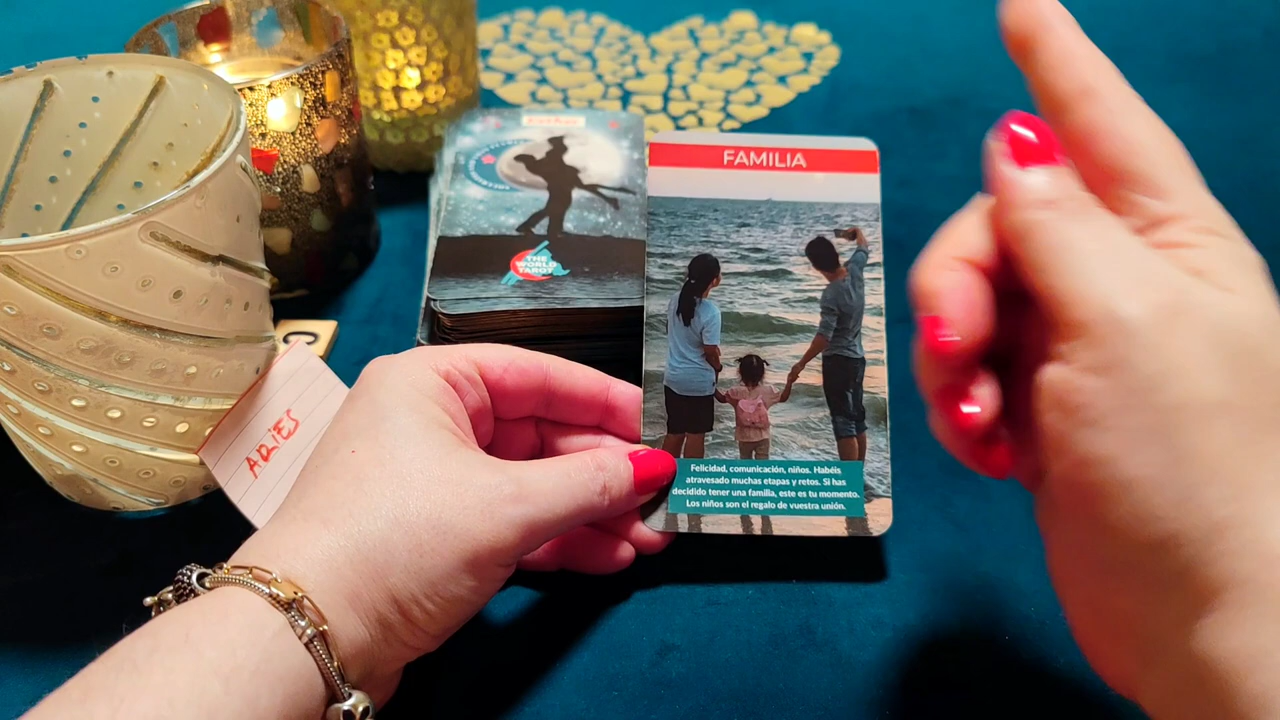 FAMILIA
THE
WORLD
TAROT
ARIES
C
Felicidad, comunicación, niños. Habéis
atravesado muchas etapas y retos. Si has
decidido tener una familia, este es tu momento.
Los niños son el regalo de vuestra unión.